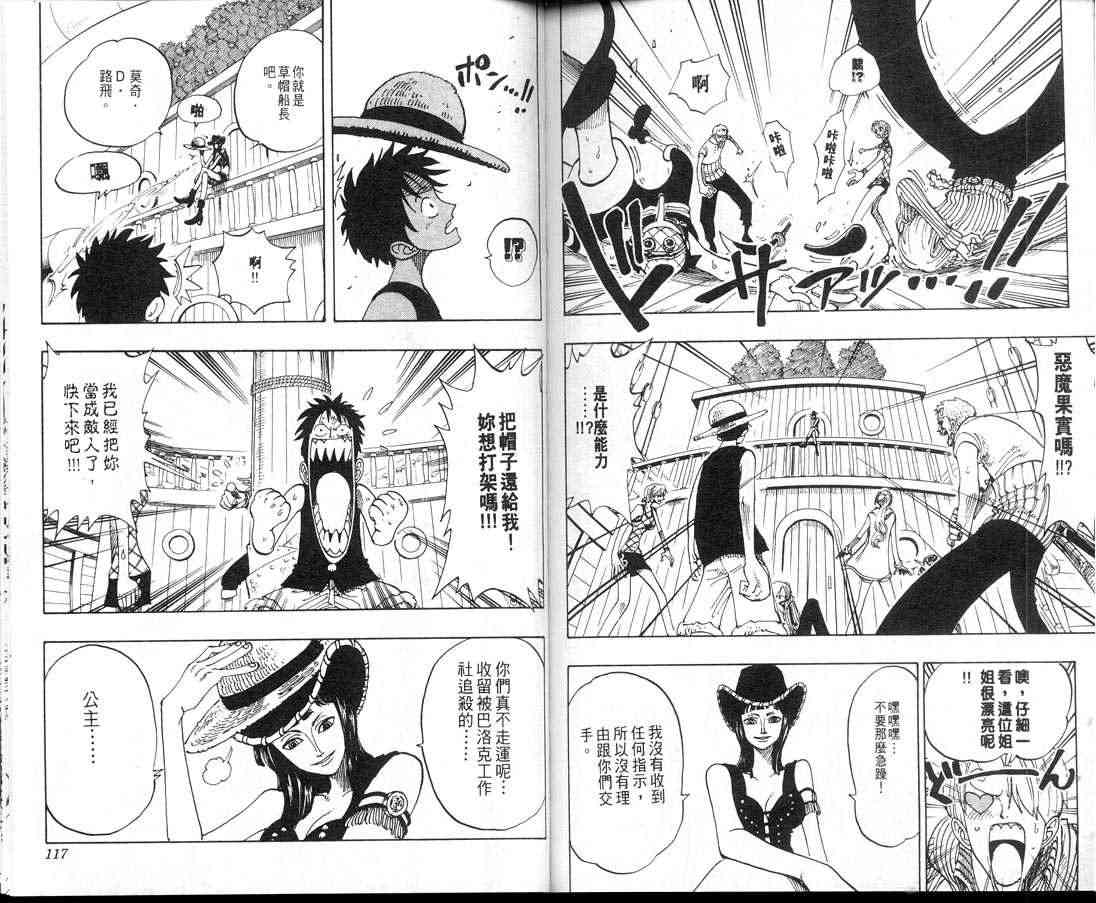 龍!?
啊
咔啦
咔啦咔啦
ドドサアァッ……!!
惡魔果實嗎!!?
是什麼能力……!!?
噢，仔細一
看，這位姐
姐很漂亮呢
!!
どーん
嘿嘿嘿…
不要那麼急躁！
我沒有收到
任何指示，
所以沒有理
由跟你們交
手。
ポン…!!
!?
你就是
草帽船長
吧。
莫奇．
D．
路飛。
啪
啊!!
把帽子還給我！
妳想打架嗎!!!
我已經把妳
當成敵人了，
快下來吧!!!
你們真不走運呢…
收留被巴洛克工作
社追殺的……
公主……
117